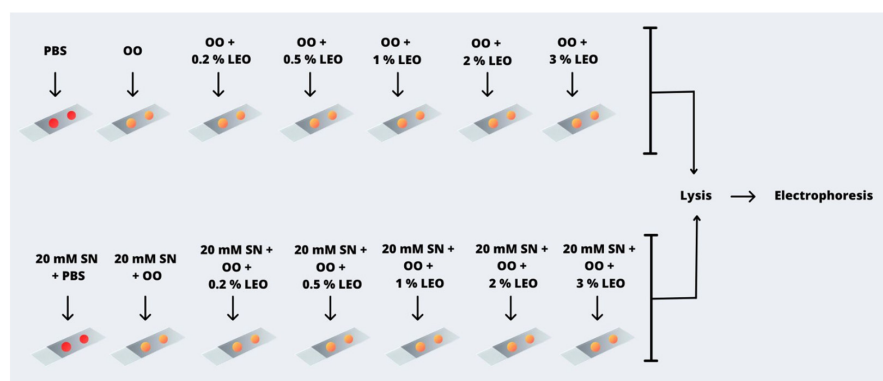 PBS
OO
OO +
0.2 % LEO
OO +
0.5 % LEO
OO +
1 % LEO
OO +
2 % LEO
OO +
3 % LEO
Lysis
Electrophoresis
20 mM SN
+ PBS
20 mM SN
+ OO
20 mM SN +
OO +
0.2 % LEO
20 mM SN +
OO +
0.5 % LEO
20 mM SN +
OO +
1 % LEO
20 mM SN +
OO +
2 % LEO
20 mM SN +
OO +
3 % LEO